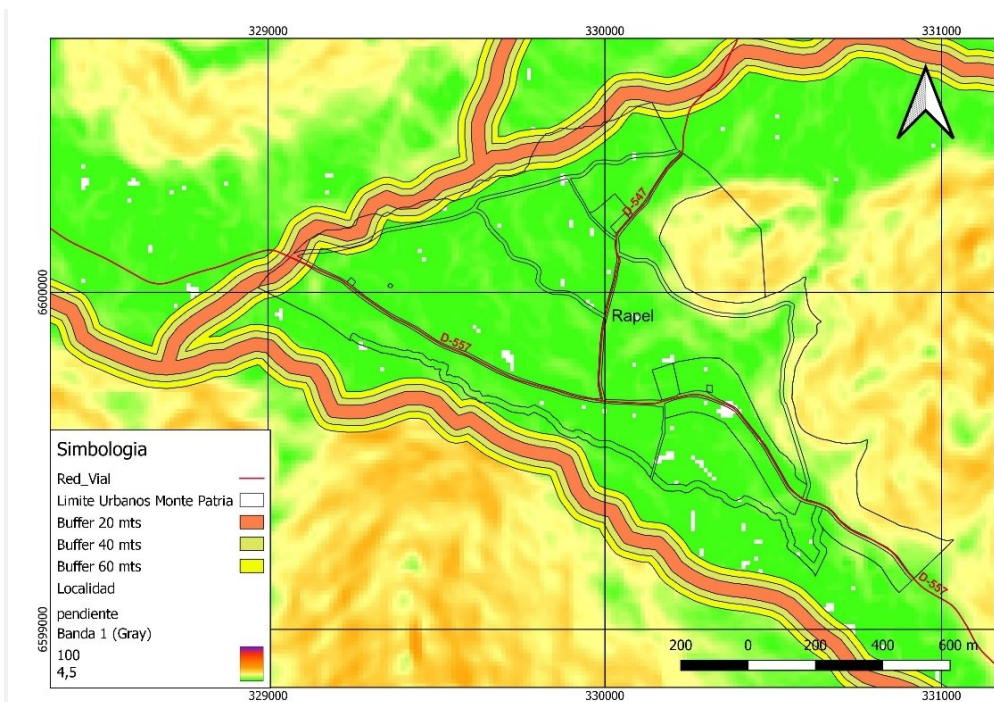 329000
330000
331000
D-547
6600000
Rapel
D-557
Simbologia
Red_Vial
Limite Urbanos Monte Patria
Buffer 20 mts
Buffer 40 mts
Buffer 60 mts
Localidad
pendiente
Banda 1 (Gray)
100
4,5
D-557
6599000
200 0 200 400 600 m
329000
330000
331000